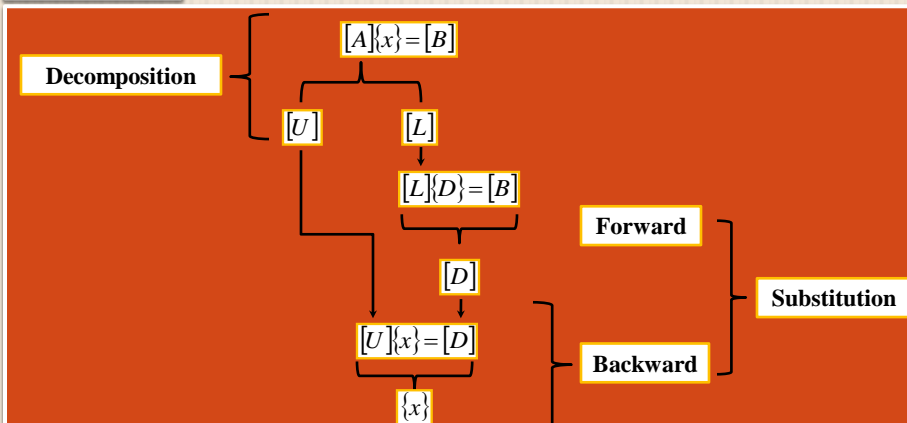 [A]{x}=[B]
Decomposition
[U]
[L]
[L]{D}=[B]
Forward
[D]
Substitution
[U]{x}=[D]
Backward
{x}